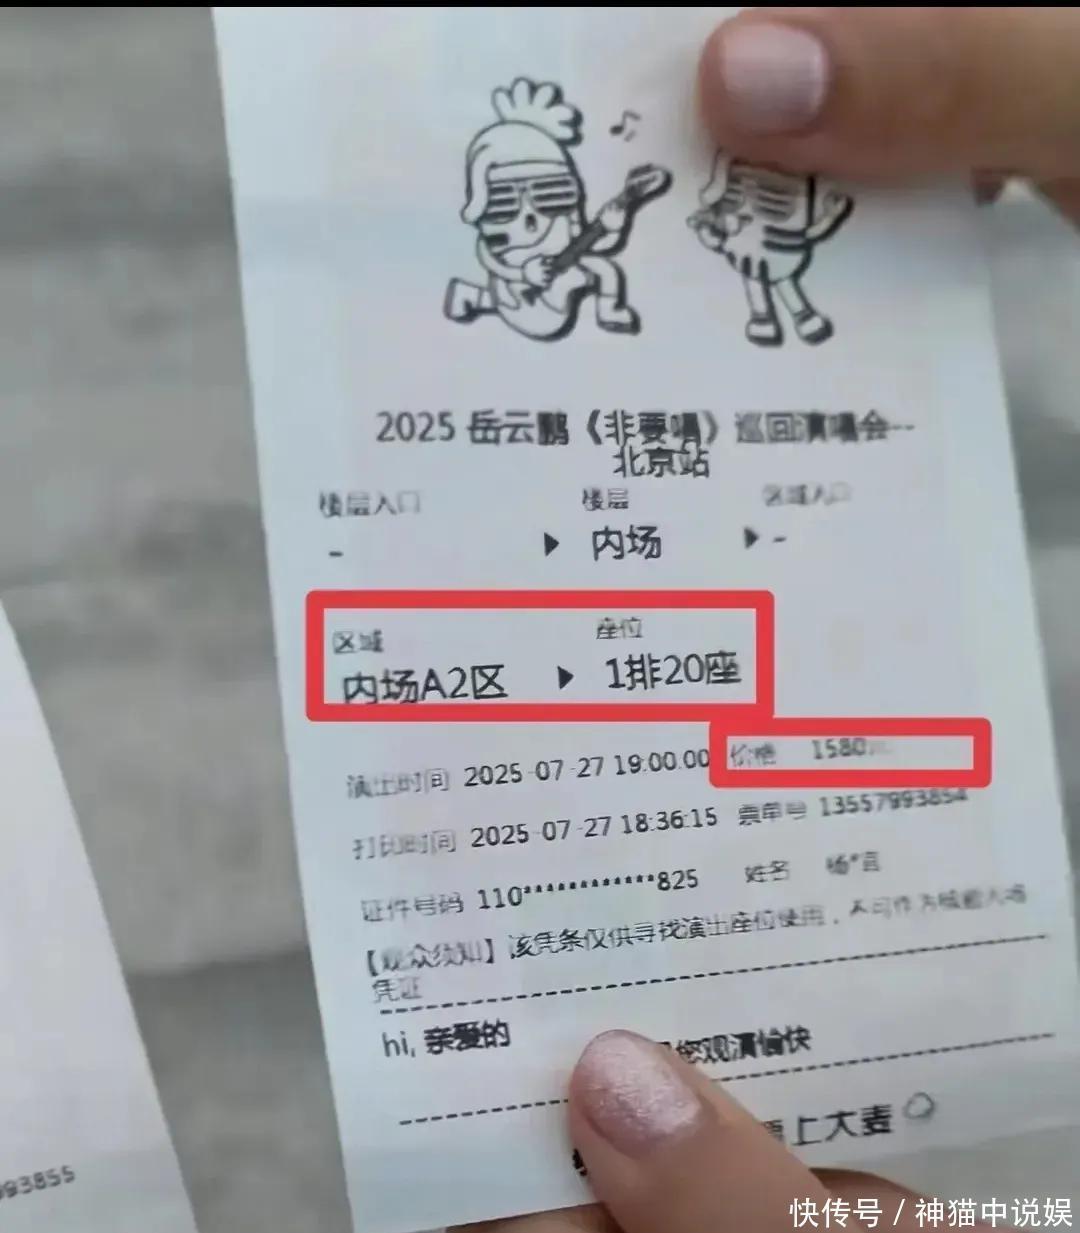 2025 岳云鹏《非要唱》巡回演唱会--
北京站
楼层入口 楼层 区域入口
- ▶ 内场 ▶ -
区域 座位
内场A2区 ▶ 1排20座
演出时间 2025-07-27 19:00:00 价格 1580
打印时间 2025-07-27 18:36:15 票单号 13557993854
证件号码 110************825 姓名 杨*
【观众须知】该凭条仅供寻找演出座位使用，不可作为城入场
凭证
hi, 亲爱的 您观演愉快
上大麦
93855
快传号 / 神猫中说娱